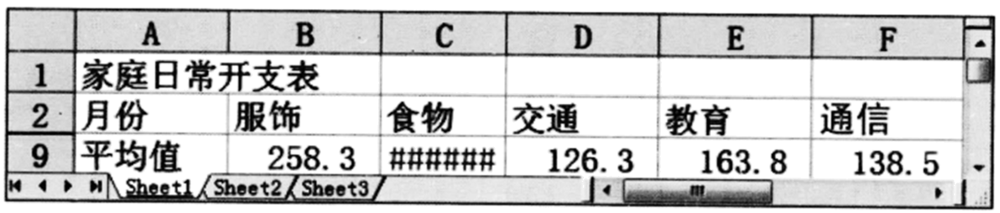 A B C D E F
1 家庭日常开支表
2 月份 服饰 食物 交通 教育 通信
9 平均值 258.3 ###### 126.3 163.8 138.5
Sheet1 Sheet2 Sheet3